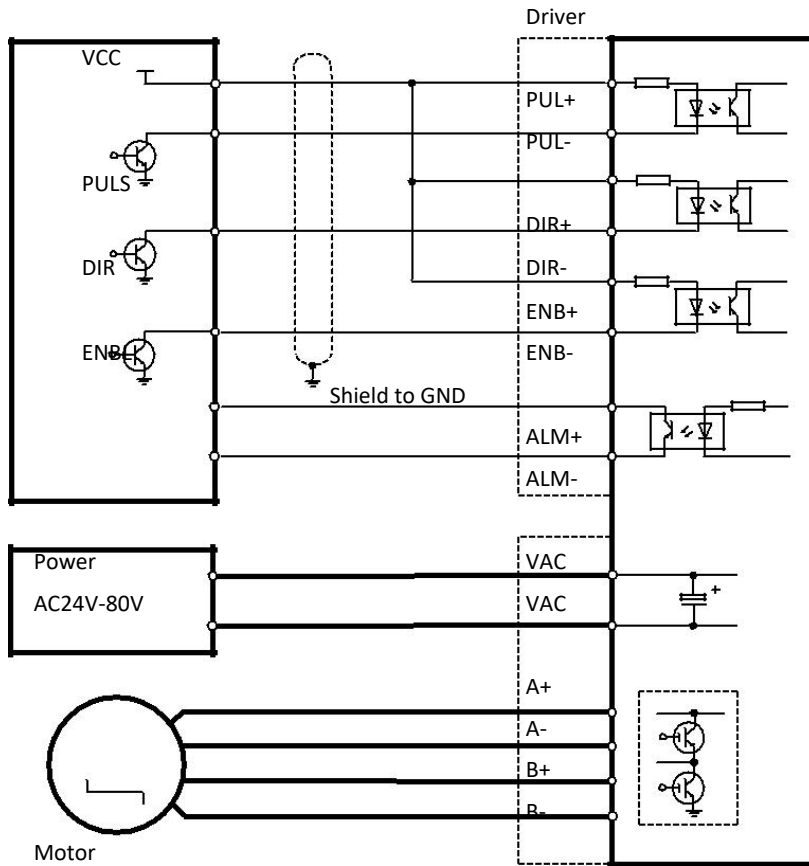 Driver
VCC
PUL+
PUL-
PULS
DIR+
DIR
DIR-
ENB+
ENBL
ENB-
Shield to GND
ALM+
ALM-
Power
VAC
AC24V-80V
VAC
+
A+
A-
B+
B-
Motor